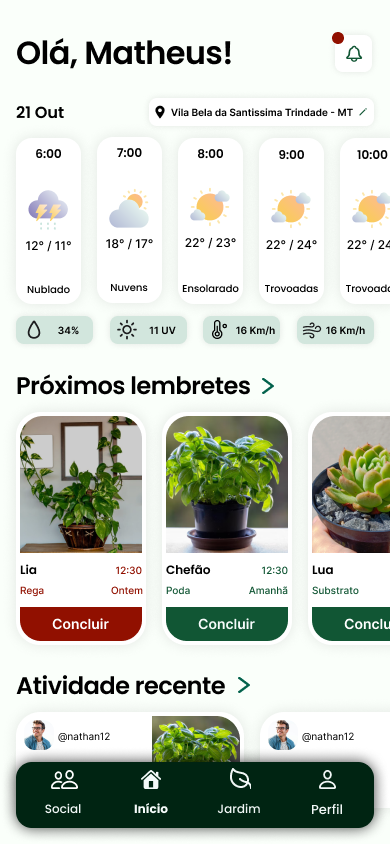 Olá, Matheus!
21 Out
Vila Bela da Santissima Trindade - MT
6:00
7:00
8:00
9:00
10:00
12° / 11°
18° / 17°
22° / 23°
22° / 24°
22° / 24
Nublado
Nuvens
Ensolarado
Trovoadas
Trovoad
34%
11 UV
16 Km/h
16 Km/h
Próximos lembretes
Lia 12:30
Rega Ontem
Concluir
Chefão 12:30
Poda Amanhã
Concluir
Lua
Substrato
Conclu
Atividade recente
@nathan12
@nathan12
Social
Início
Jardim
Perfil